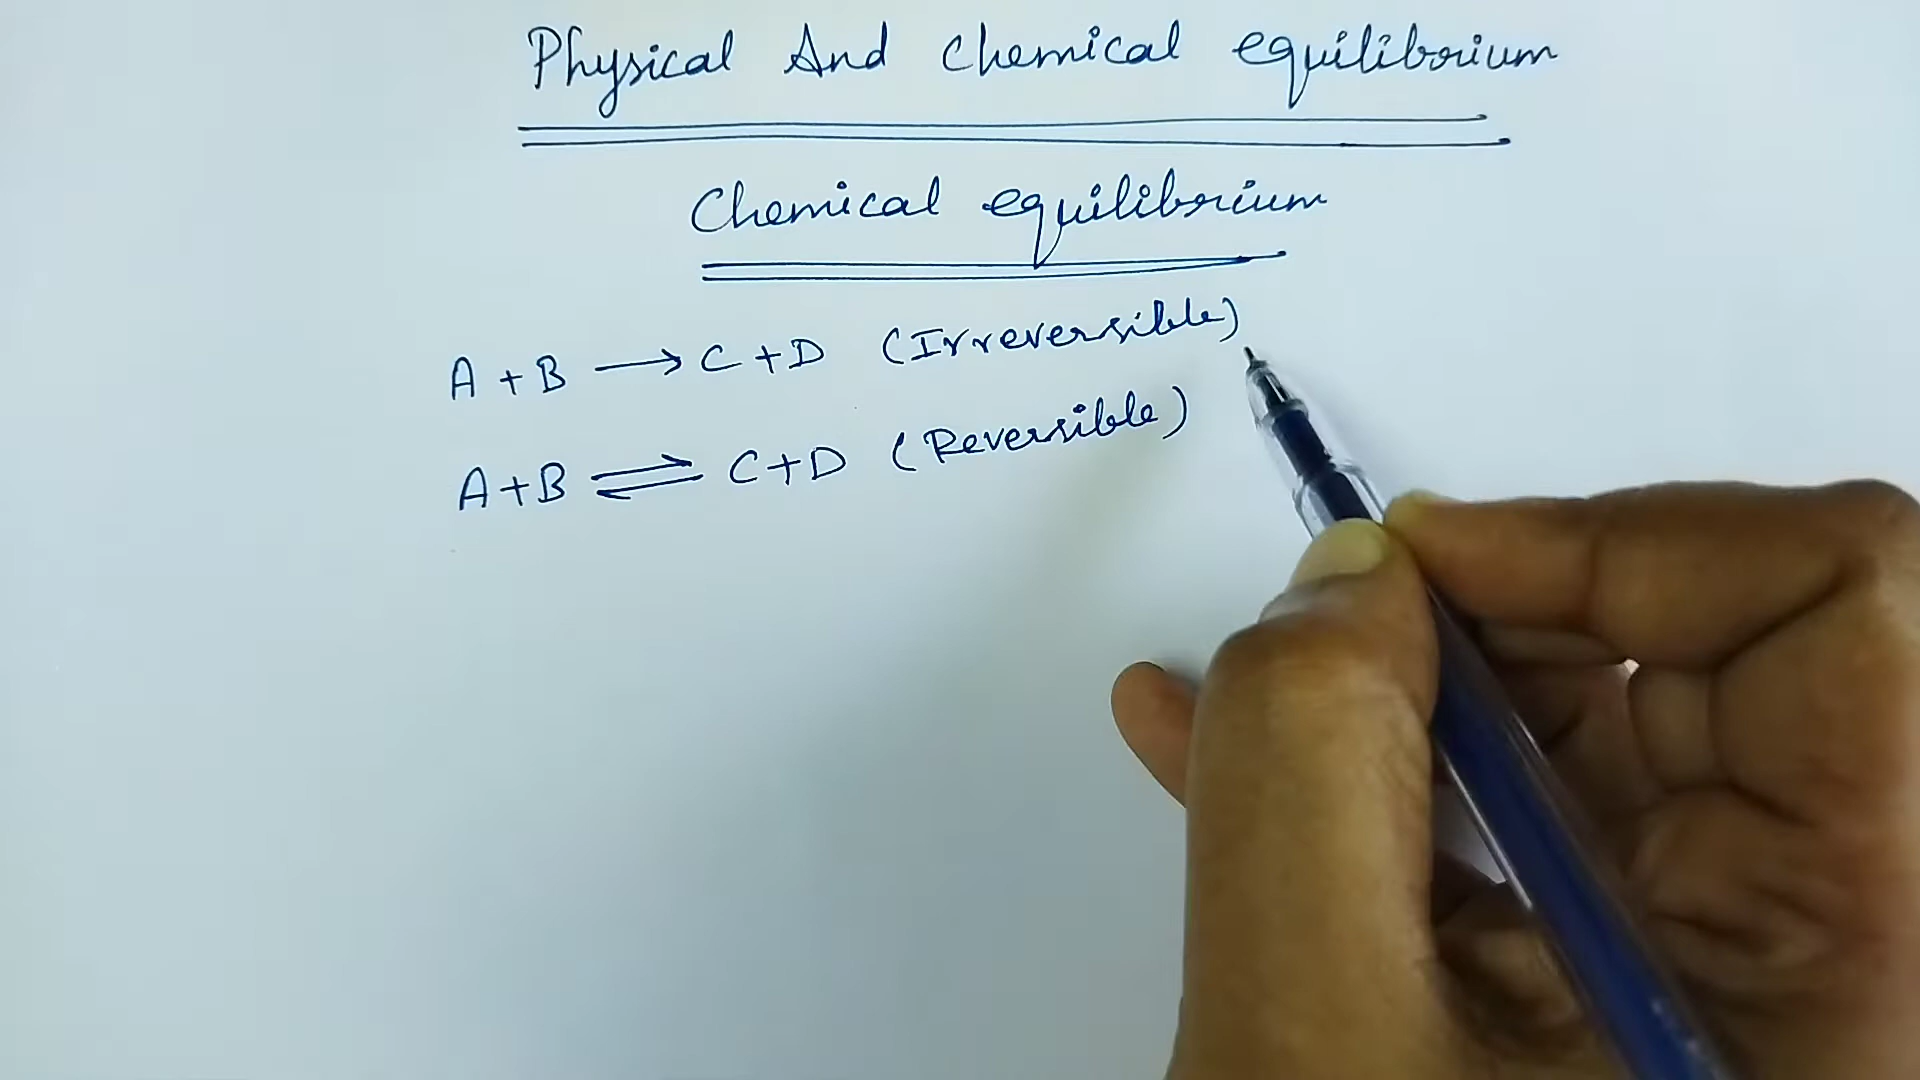 Physical And Chemical equilibrium
Chemical equilibrium
A + B ⟶ C + D (Irreversible)
A + B ⇌ C + D (Reversible)